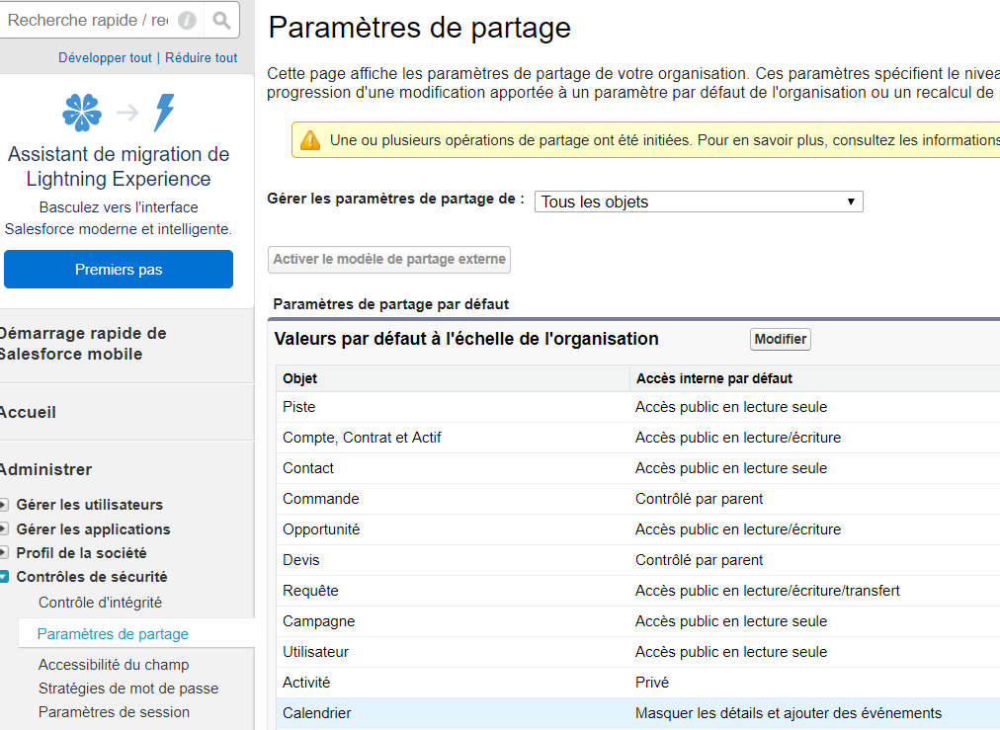 Recherche rapide / re
Développer tout | Réduire tout
Assistant de migration de
Lightning Experience
Basculez vers l'interface
Salesforce moderne et intelligente.
Premiers pas
Démarrage rapide de
Salesforce mobile
Accueil
Administrer
Gérer les utilisateurs
Gérer les applications
Profil de la société
Contrôles de sécurité
Contrôle d'intégrité
Paramètres de partage
Accessibilité du champ
Stratégies de mot de passe
Paramètres de session
Paramètres de partage
Cette page affiche les paramètres de partage de votre organisation. Ces paramètres spécifient le nivea
progression d'une modification apportée à un paramètre par défaut de l'organisation ou un recalcul de
Une ou plusieurs opérations de partage ont été initiées. Pour en savoir plus, consultez les informations
Gérer les paramètres de partage de : Tous les objets
Activer le modèle de partage externe
Paramètres de partage par défaut
Valeurs par défaut à l'échelle de l'organisation Modifier
Objet Accès interne par défaut
Piste Accès public en lecture seule
Compte, Contrat et Actif Accès public en lecture/écriture
Contact Accès public en lecture seule
Commande Contrôlé par parent
Opportunité Accès public en lecture/écriture
Devis Contrôlé par parent
Requête Accès public en lecture/écriture/transfert
Campagne Accès public en lecture seule
Utilisateur Accès public en lecture seule
Activité Privé
Calendrier Masquer les détails et ajouter des événements